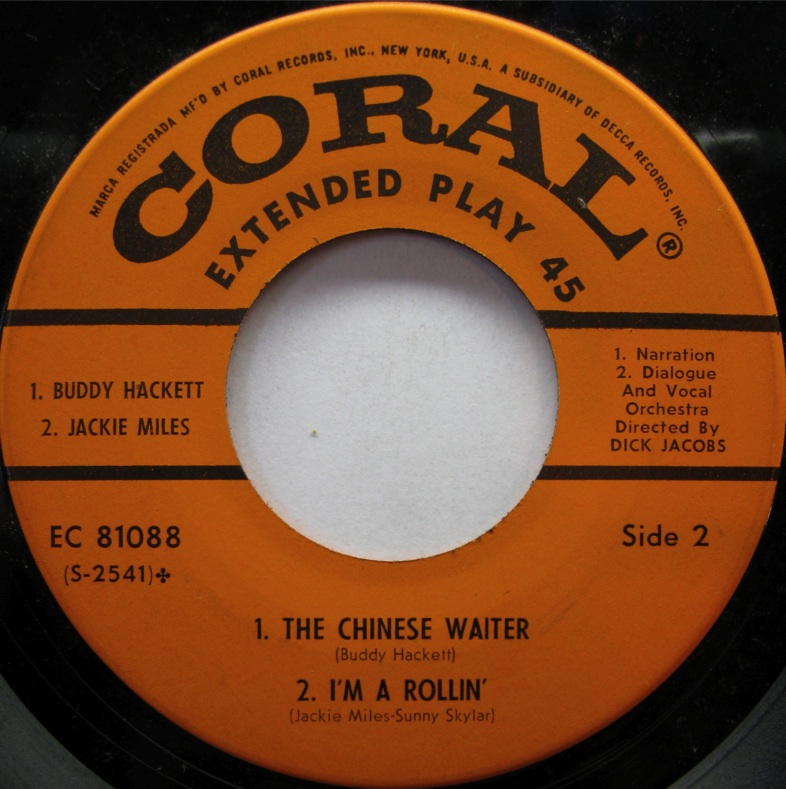 MARCA REGISTRADA MF'D BY CORAL RECORDS, INC., NEW YORK, U.S.A. A SUBSIDIARY OF DECCA RECORDS, INC.
CORAL®
EXTENDED PLAY 45
1. BUDDY HACKETT
2. JACKIE MILES
1. Narration
2. Dialogue
And Vocal
Orchestra
Directed By
DICK JACOBS
EC 81088
(S-2541)✤
Side 2
1. THE CHINESE WAITER
(Buddy Hackett)
2. I'M A ROLLIN'
(Jackie Miles-Sunny Skylar)